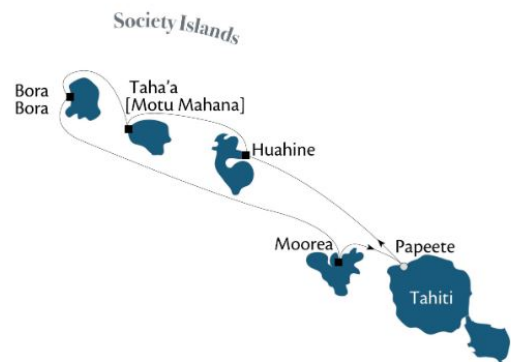 Society Islands
Bora
Bora
Taha'a
[Motu Mahana]
Huahine
Moorea
Papeete
Tahiti